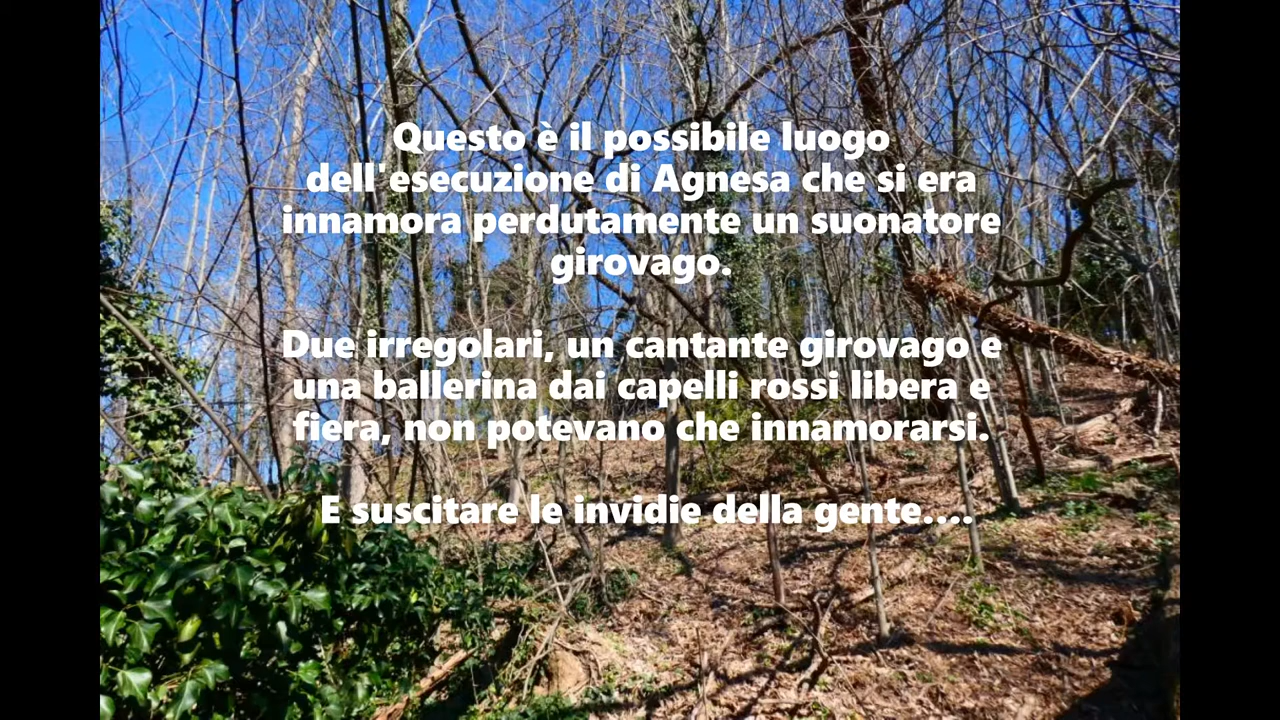 Questo è il possibile luogo
dell'esecuzione di Agnesa che si era
innamora perdutamente un suonatore
girovago.
Due irregolari, un cantante girovago e
una ballerina dai capelli rossi libera e
fiera, non potevano che innamorarsi.
E suscitare le invidie della gente....